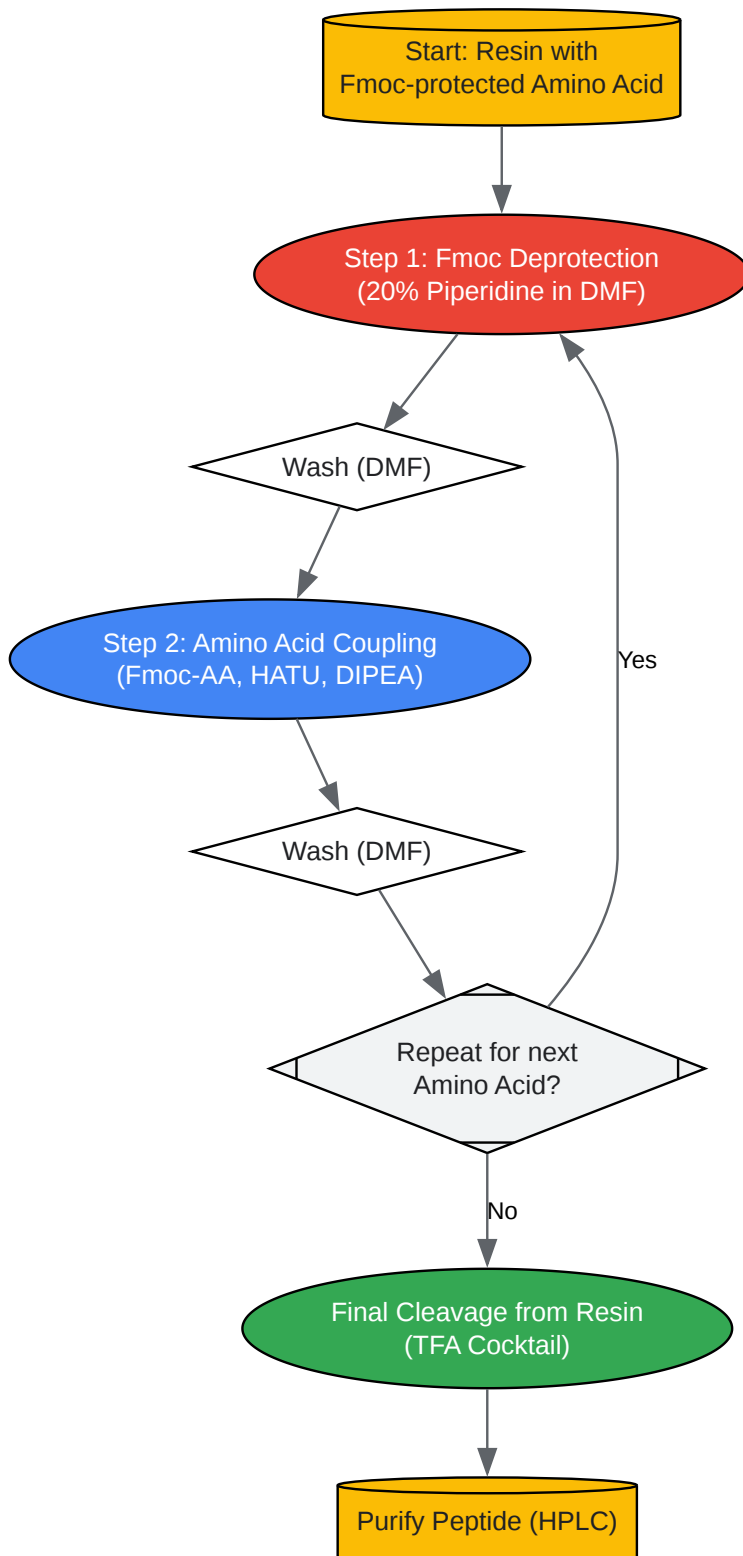 Start: Resin with
Fmoc-protected Amino Acid
Step 1: Fmoc Deprotection
(20% Piperidine in DMF)
Wash (DMF)
Step 2: Amino Acid Coupling
(Fmoc-AA, HATU, DIPEA)
Yes
Wash (DMF)
Repeat for next
Amino Acid?
No
Final Cleavage from Resin
(TFA Cocktail)
Purify Peptide (HPLC)